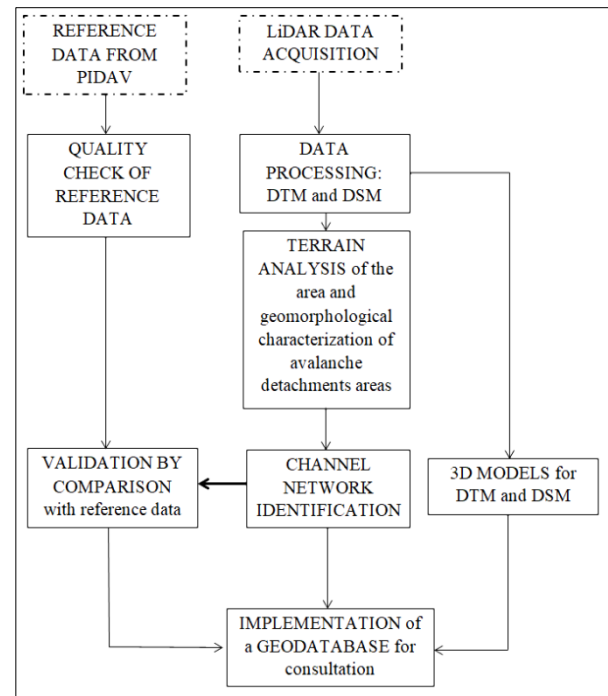 REFERENCE
DATA FROM
PIDAV
LiDAR DATA
ACQUISITION
QUALITY
CHECK OF
REFERENCE
DATA
DATA
PROCESSING:
DTM and DSM
TERRAIN
ANALYSIS of the
area and
geomorphological
characterization of
avalanche
detachments areas
VALIDATION BY
COMPARISON
with reference data
CHANNEL
NETWORK
IDENTIFICATION
3D MODELS for
DTM and DSM
IMPLEMENTATION of
a GEODATABASE for
consultation